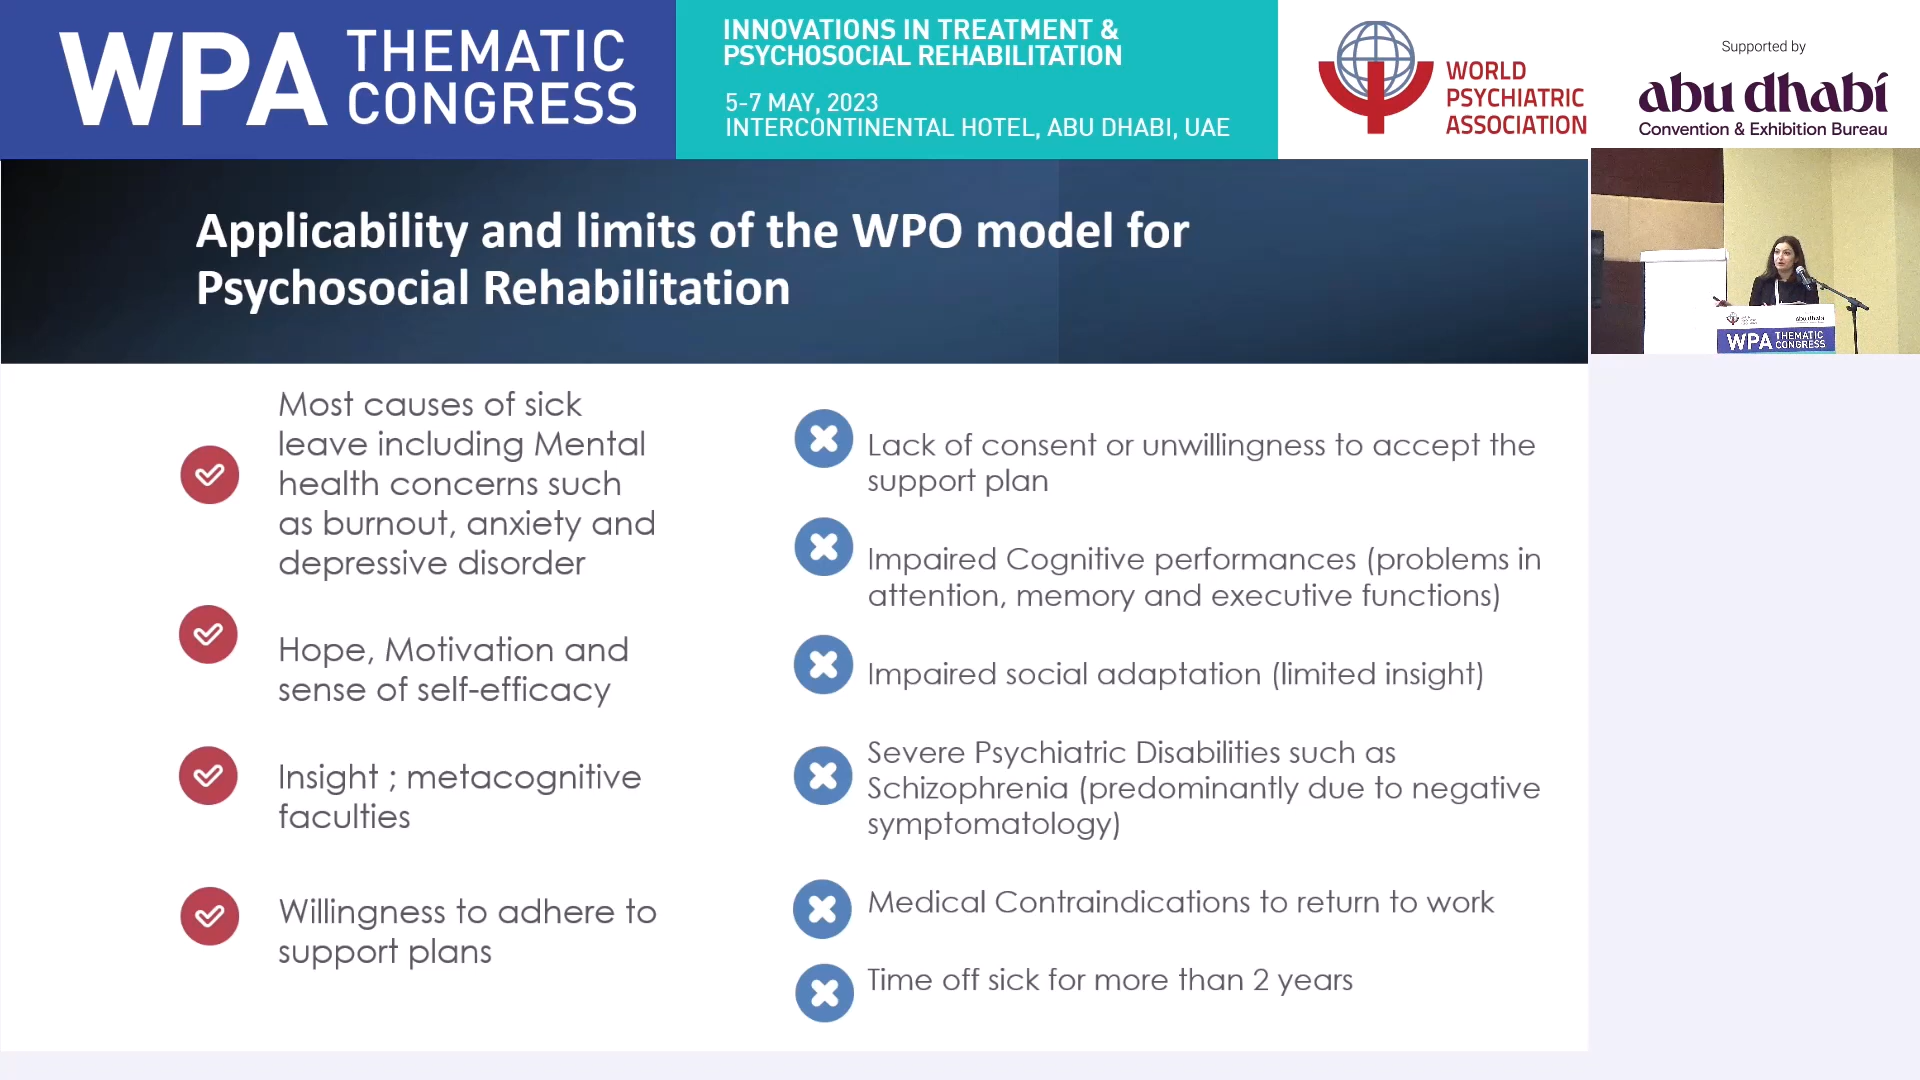 WPA THEMATIC CONGRESS
INNOVATIONS IN TREATMENT &
PSYCHOSOCIAL REHABILITATION
5-7 MAY, 2023
INTERCONTINENTAL HOTEL, ABU DHABI, UAE
WORLD
PSYCHIATRIC
ASSOCIATION
Supported by
abu dhabi
Convention & Exhibition Bureau
Applicability and limits of the WPO model for
Psychosocial Rehabilitation
Most causes of sick
leave including Mental
health concerns such
as burnout, anxiety and
depressive disorder
Hope, Motivation and
sense of self-efficacy
Insight ; metacognitive
faculties
Willingness to adhere to
support plans
Lack of consent or unwillingness to accept the
support plan
Impaired Cognitive performances (problems in
attention, memory and executive functions)
Impaired social adaptation (limited insight)
Severe Psychiatric Disabilities such as
Schizophrenia (predominantly due to negative
symptomatology)
Medical Contraindications to return to work
Time off sick for more than 2 years
abu dhabi
WPA THEMATIC
CONGRESS